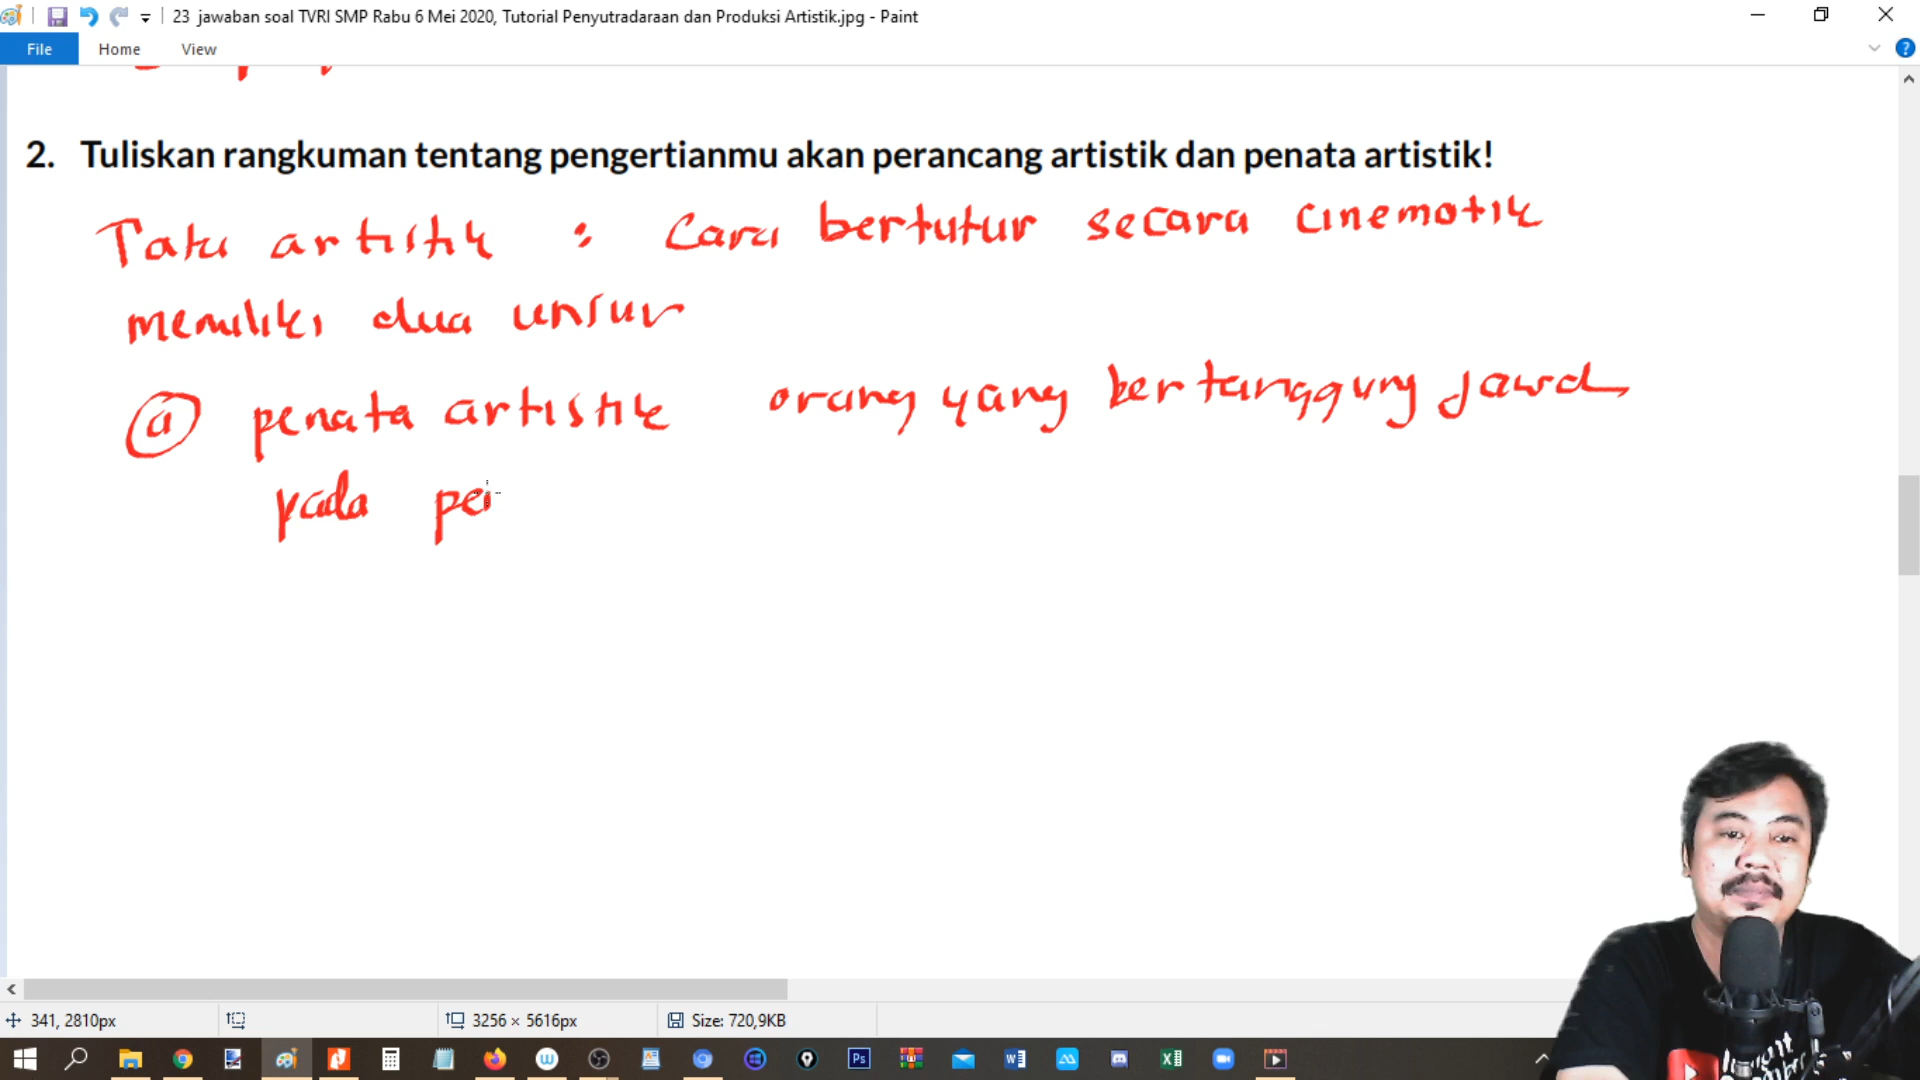 23 jawaban soal TVRI SMP Rabu 6 Mei 2020, Tutorial Penyutradaraan dan Produksi Artistik.jpg - Paint
File Home View
2. Tuliskan rangkuman tentang pengertianmu akan perancang artistik dan penata artistik!
Tata artistik : Cara bertutur secara cinematik
memiliki dua unsur
a penata artistik orang yang bertanggung jawab
pada pe
341, 2810px 3256 × 5616px Size: 720,9KB